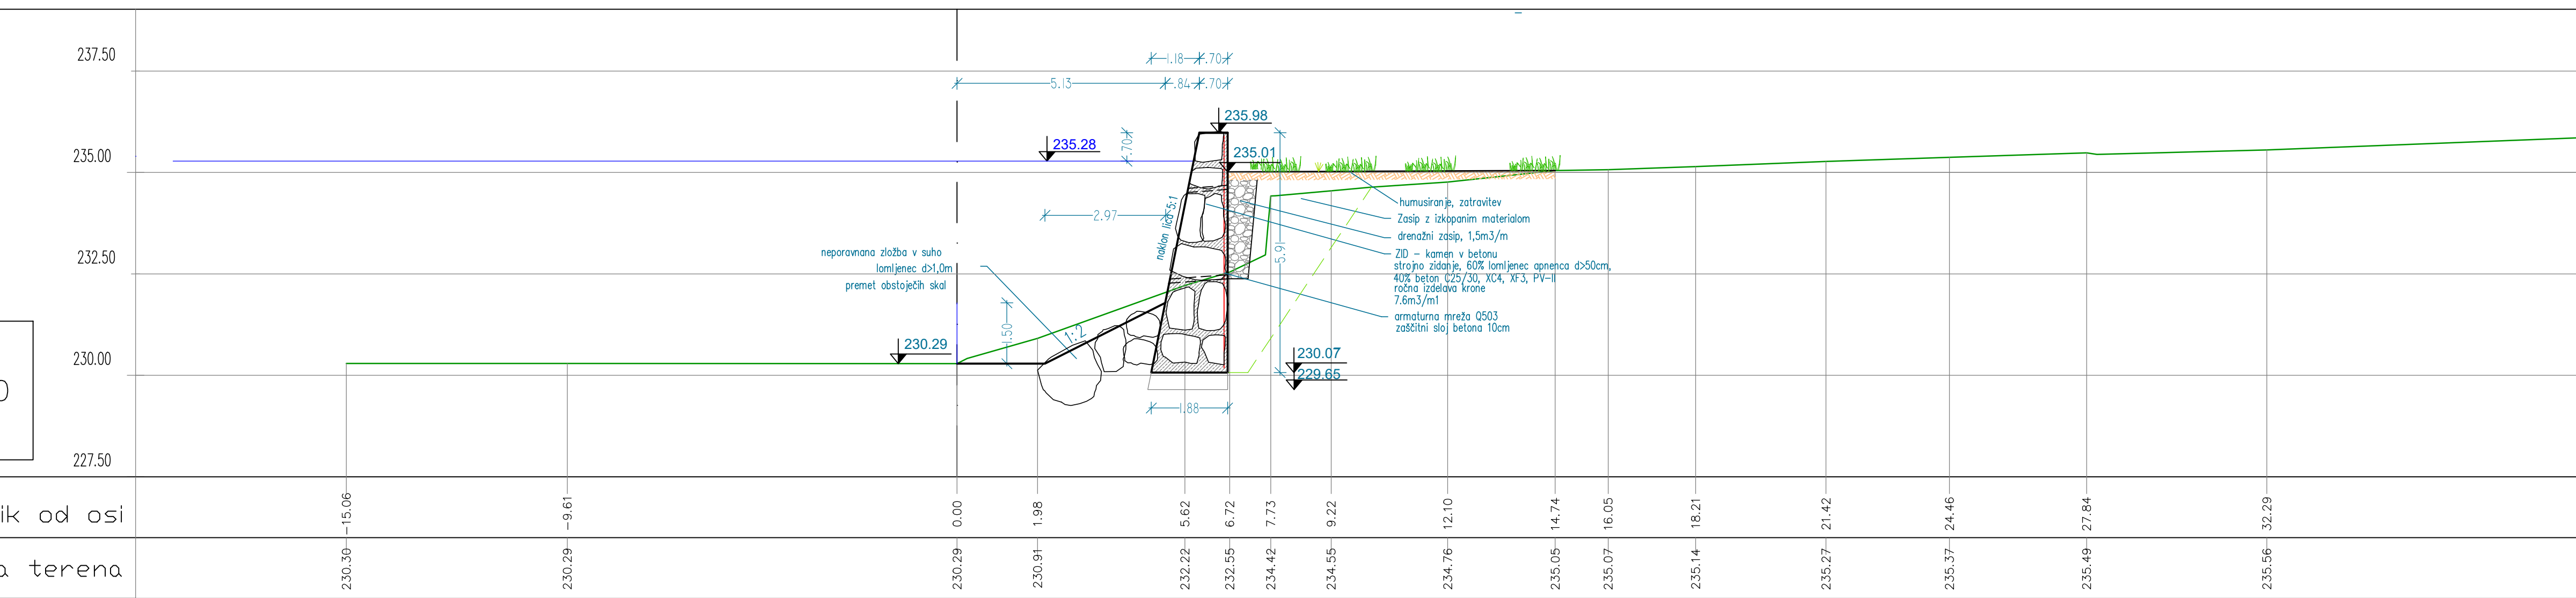 237.50
1.18 .70
5.13 .84 .70
235.98
235.28
.70
235.01
235.00
2.97
naklon lica 5:1
humusiranje, zatravitev
Zasip z izkopanim materialom
drenažni zasip, 1,5m3/m
neporavnana zložba v suho
lomljenec d>1,0m
premet obstoječih skal
5.91
ZID - kamen v betonu
strojno zidanje, 60% lomljenec apnenca d>50cm,
40% beton C25/30, XC4, XF3, PV-II
ročna izdelava krone
7.6m3/m1
232.50
armaturna mreža Q503
zaščitni sloj betona 10cm
1.50
1:2
230.29
230.07
229.65
230.00
1.88
227.50
ik od osi
-15.06 -9.61 0.00 1.98 5.62 6.72 7.73 9.22 12.10 14.74 16.05 18.21 21.42 24.46 27.84 32.29
a terena
230.30 230.29 230.29 230.91 232.22 232.55 234.42 234.55 234.76 235.05 235.07 235.14 235.27 235.37 235.49 235.56